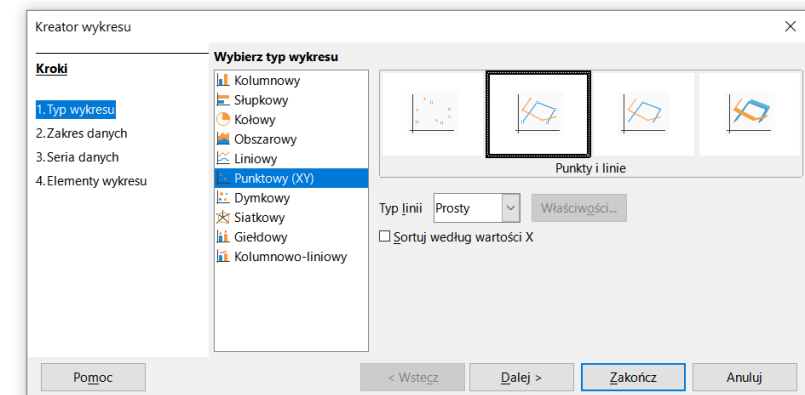 Kreator wykresu
Kroki
1.Typ wykresu
2.Zakres danych
3.Seria danych
4.Elementy wykresu
Wybierz typ wykresu
Kolumnowy
Słupkowy
Kołowy
Obszarowy
Liniowy
Punktowy (XY)
Dymkowy
Siatkowy
Giełdowy
Kolumnowo-liniowy
Punkty i linie
Typ linii Prosty Właściwości...
Sortuj według wartości X
Pomoc < Wstecz Dalej > Zakończ Anuluj